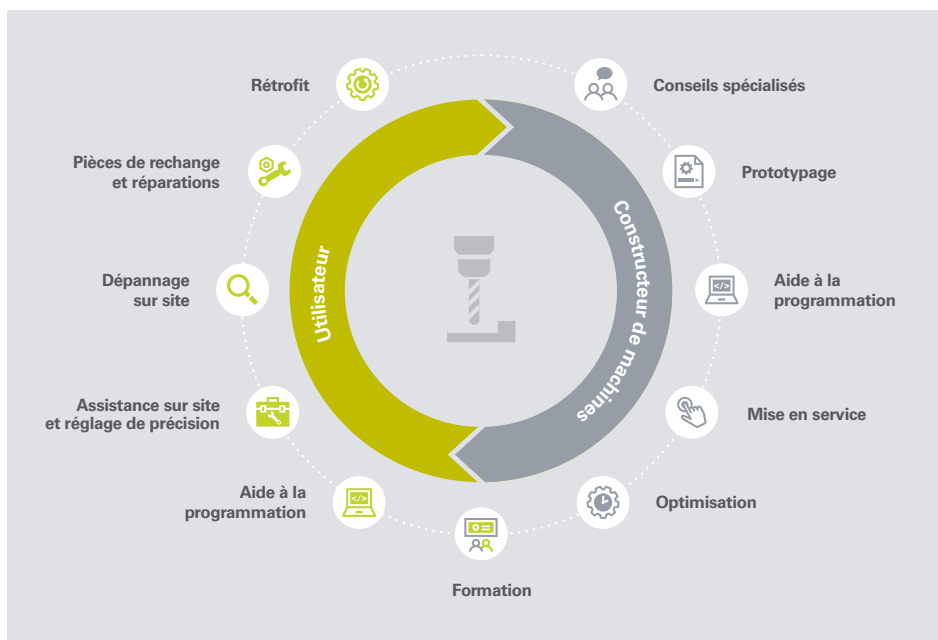 Rétrofit
Conseils spécialisés
Pièces de rechange
et réparations
Prototypage
Dépannage
sur site
Utilisateur
Constructeur de machines
Aide à la
programmation
</>
Assistance sur site
et réglage de précision
Mise en service
Aide à la
programmation
</>
Optimisation
Formation